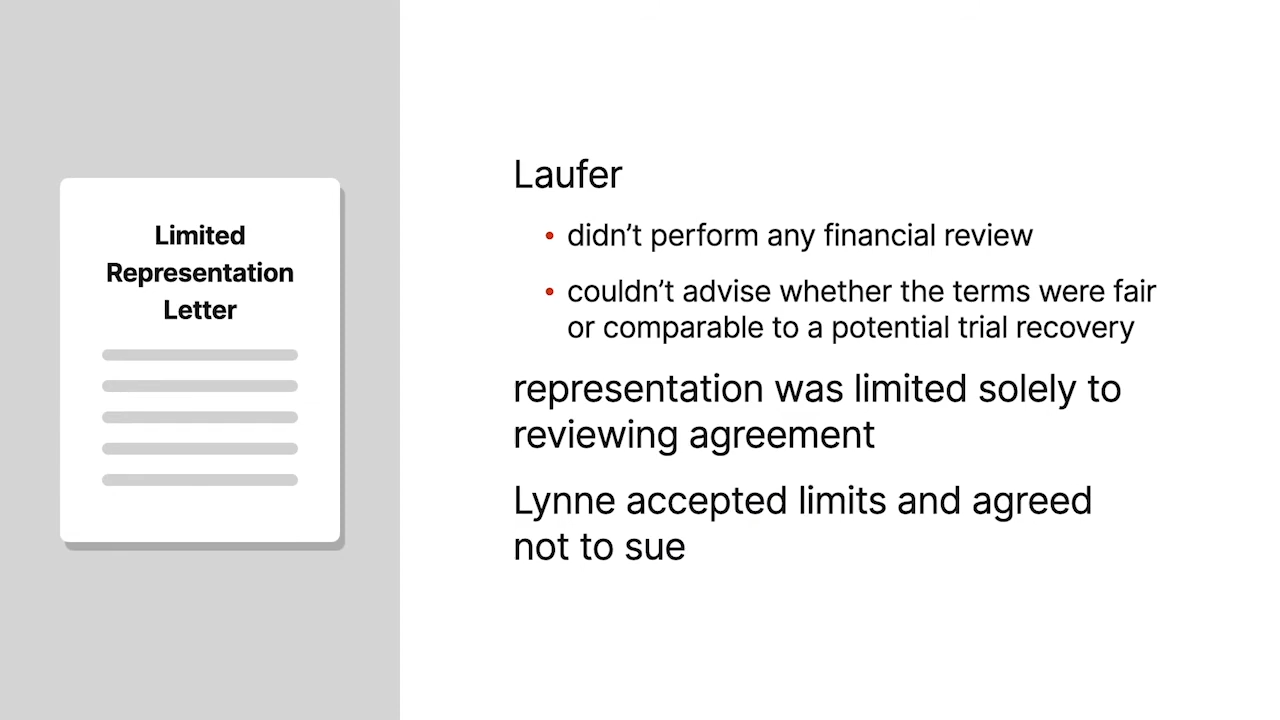 Limited
Representation
Letter
Laufer
• didn’t perform any financial review
• couldn’t advise whether the terms were fair
or comparable to a potential trial recovery
representation was limited solely to
reviewing agreement
Lynne accepted limits and agreed
not to sue